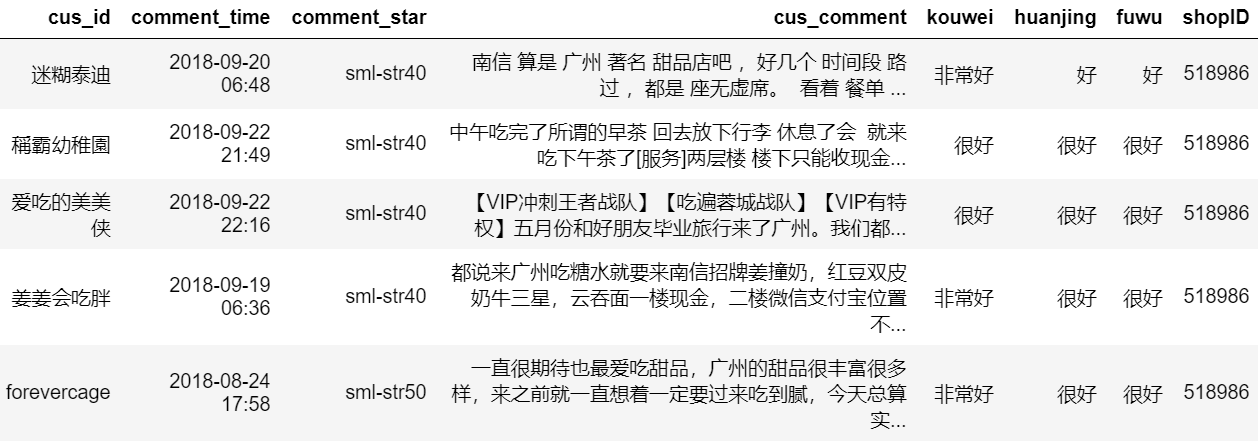 cus_id comment_time comment_star cus_comment kouwei huanjing fuwu shopID
迷糊泰迪 2018-09-20 06:48 sml-str40 南信 算是 广州 著名 甜品店吧 ，好几个 时间段 路过 ，都是 座无虚席。 看着 餐单 ... 非常好 好 好 518986
稱霸幼稚園 2018-09-22 21:49 sml-str40 中午吃完了所谓的早茶 回去放下行李 休息了会 就来吃下午茶了[服务]两层楼 楼下只能收现金... 很好 很好 很好 518986
爱吃的美美侠 2018-09-22 22:16 sml-str40 【VIP冲刺王者战队】【吃遍蓉城战队】【VIP有特权】五月份和好朋友毕业旅行来了广州。我们都... 很好 很好 很好 518986
姜姜会吃胖 2018-09-19 06:36 sml-str40 都说来广州吃糖水就要来南信招牌姜撞奶，红豆双皮奶牛三星，云吞面一楼现金，二楼微信支付宝位置不... 非常好 很好 很好 518986
forevercage 2018-08-24 17:58 sml-str50 一直很期待也最爱吃甜品，广州的甜品很丰富很多样，来之前就一直想着一定要过来吃到腻，今天总算实... 非常好 很好 很好 518986